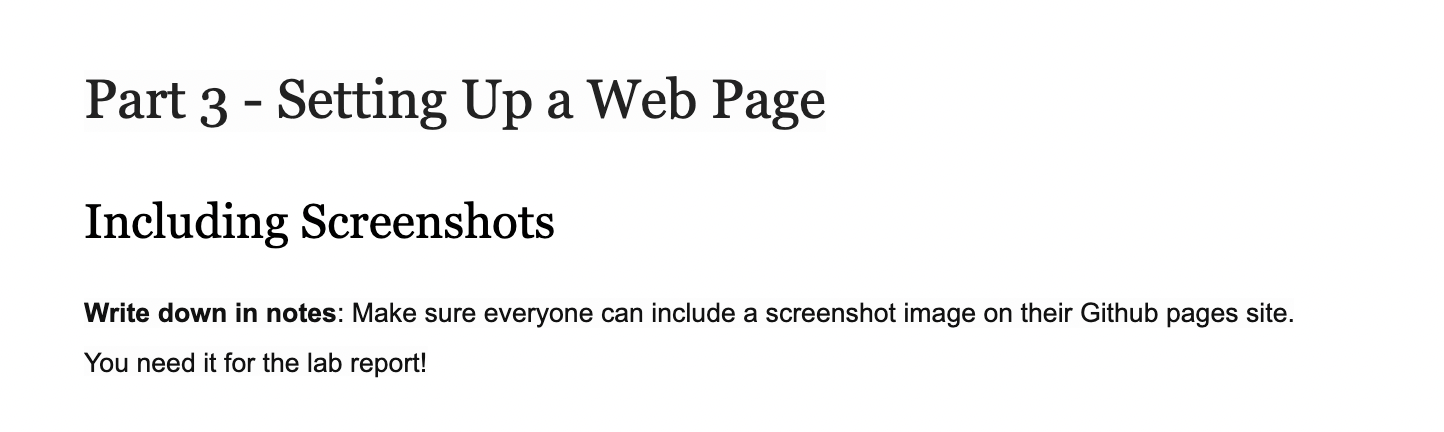 Part 3 - Setting Up a Web Page
Including Screenshots
Write down in notes: Make sure everyone can include a screenshot image on their Github pages site.
You need it for the lab report!